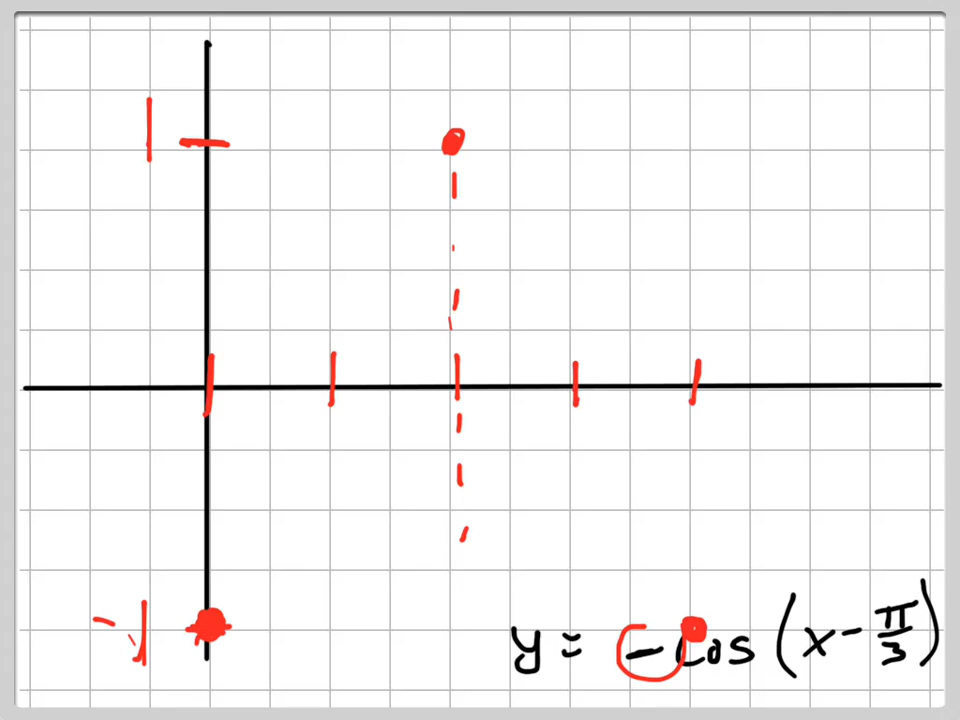 1
-1
y = -cos(x - π/3)